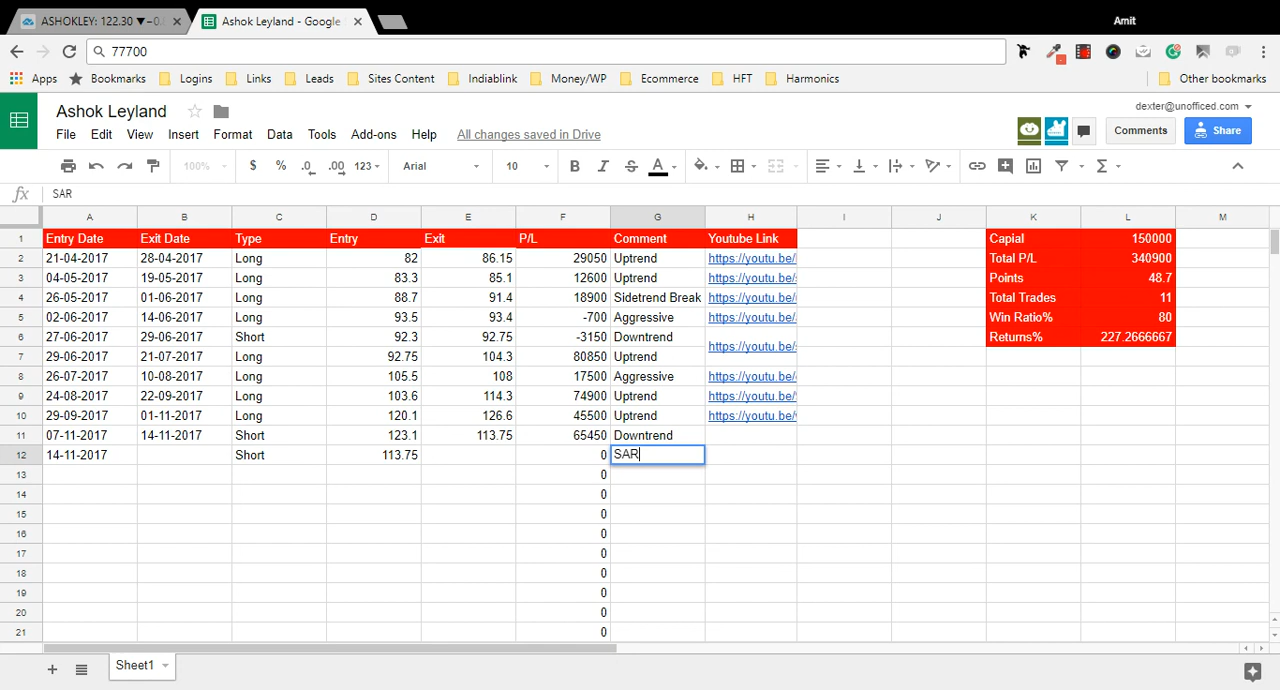 ASHOKLEY: 122.30 ▼−0.
Ashok Leyland - Google
Amit
77700
Apps Bookmarks Logins Links Leads Sites Content Indiablink Money/WP Ecommerce HFT Harmonics Other bookmarks
Ashok Leyland
dexter@unofficed.com
File Edit View Insert Format Data Tools Add-ons Help All changes saved in Drive
Comments Share
100% $ % .0 .00 123 Arial 10 B I S A Σ
fx SAR
A B C D E F G H I J K L M
1 Entry Date Exit Date Type Entry Exit P/L Comment Youtube Link Capial 150000
2 21-04-2017 28-04-2017 Long 82 86.15 29050 Uptrend https://youtu.be/ Total P/L 340900
3 04-05-2017 19-05-2017 Long 83.3 85.1 12600 Uptrend https://youtu.be/ Points 48.7
4 26-05-2017 01-06-2017 Long 88.7 91.4 18900 Sidetrend Break https://youtu.be/ Total Trades 11
5 02-06-2017 14-06-2017 Long 93.5 93.4 -700 Aggressive https://youtu.be/ Win Ratio% 80
6 27-06-2017 29-06-2017 Short 92.3 92.75 -3150 Downtrend https://youtu.be/ Returns% 227.2666667
7 29-06-2017 21-07-2017 Long 92.75 104.3 80850 Uptrend
8 26-07-2017 10-08-2017 Long 105.5 108 17500 Aggressive https://youtu.be/
9 24-08-2017 22-09-2017 Long 103.6 114.3 74900 Uptrend https://youtu.be/
10 29-09-2017 01-11-2017 Long 120.1 126.6 45500 Uptrend https://youtu.be/
11 07-11-2017 14-11-2017 Short 123.1 113.75 65450 Downtrend
12 14-11-2017 Short 113.75 0 SAR
13 0
14 0
15 0
16 0
17 0
18 0
19 0
20 0
21 0
Sheet1